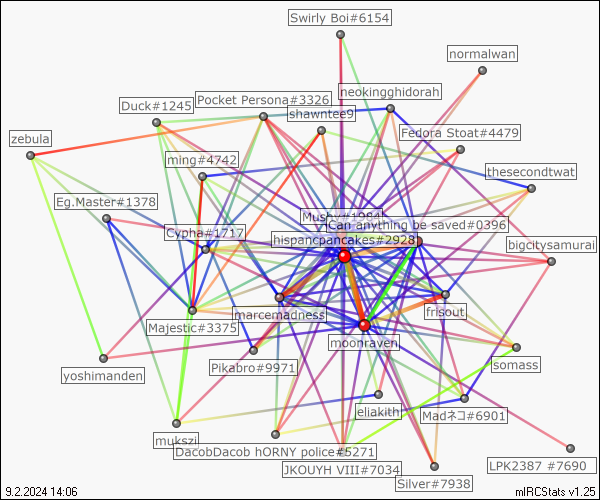 Swirly Boi#6154
normalwan
neokingghidorah
Pocket Persona#3326
Duck#1245
shawntee9
Fedora Stoat#4479
zebula
ming#4742
thesecondtwat
Eg.Master#1378
Mushy#1984
Can anything be saved#0396
Cypha#1717
hispancpancakes#2928
bigcitysamurai
marcemadness
frisout
Majestic#3375
moonraven
Pikabro#9971
somass
yoshimanden
eliakith
Madネコ#6901
mukszi
DacobDacob hORNY police#5271
JKOUYH VIII#7034
LPK2387 #7690
Silver#7938
9.2.2024 14:06
mIRCStats v1.25